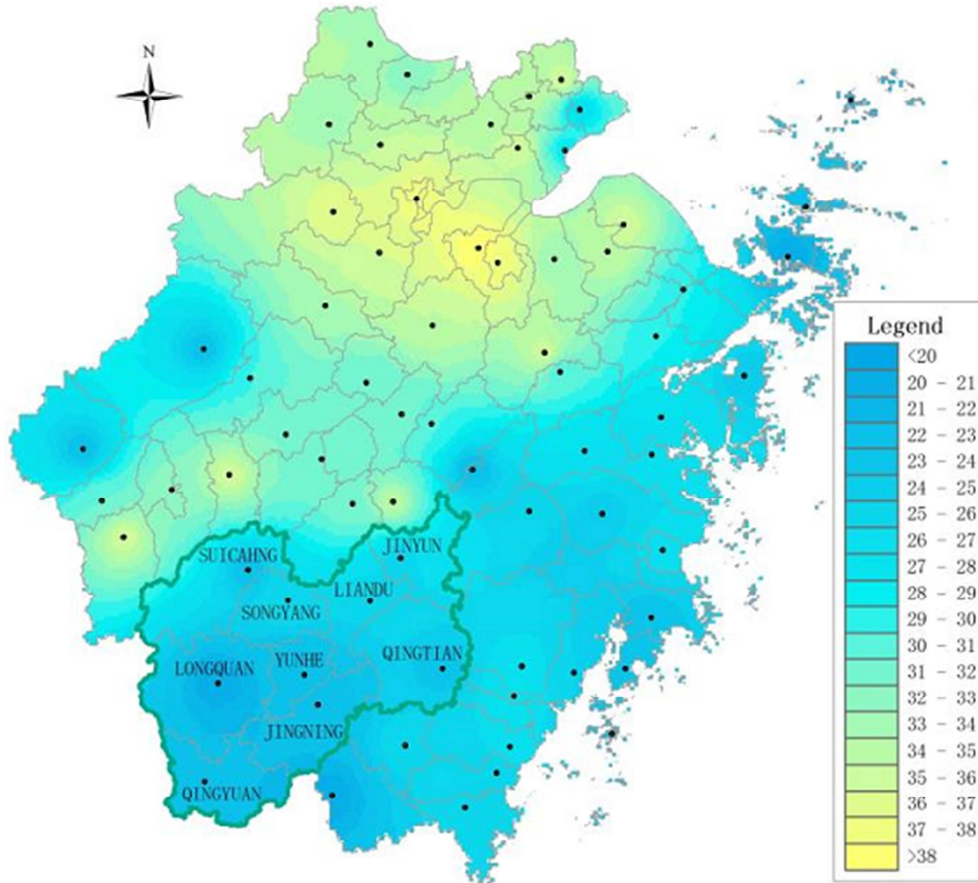 N
Legend
<20
20 - 21
21 - 22
22 - 23
23 - 24
24 - 25
25 - 26
26 - 27
27 - 28
28 - 29
29 - 30
30 - 31
31 - 32
32 - 33
33 - 34
34 - 35
35 - 36
36 - 37
37 - 38
>38
JINYUN
SUICAHNG
LIANDU
SONGYANG
QINGTIAN
YUNHE
LONGQUAN
JINGNING
QINGYUAN